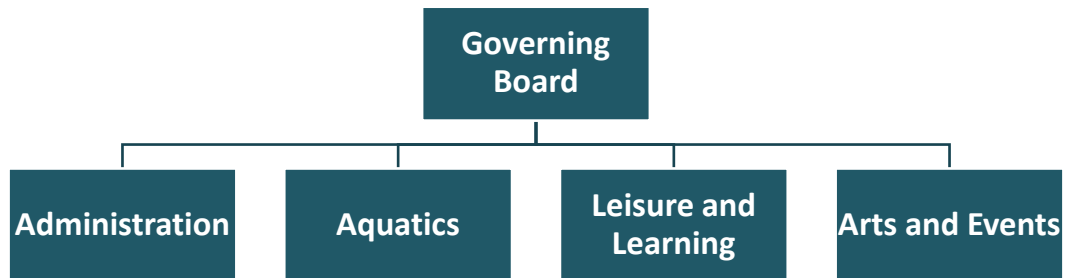 Governing
Board
Administration
Aquatics
Leisure and
Learning
Arts and Events